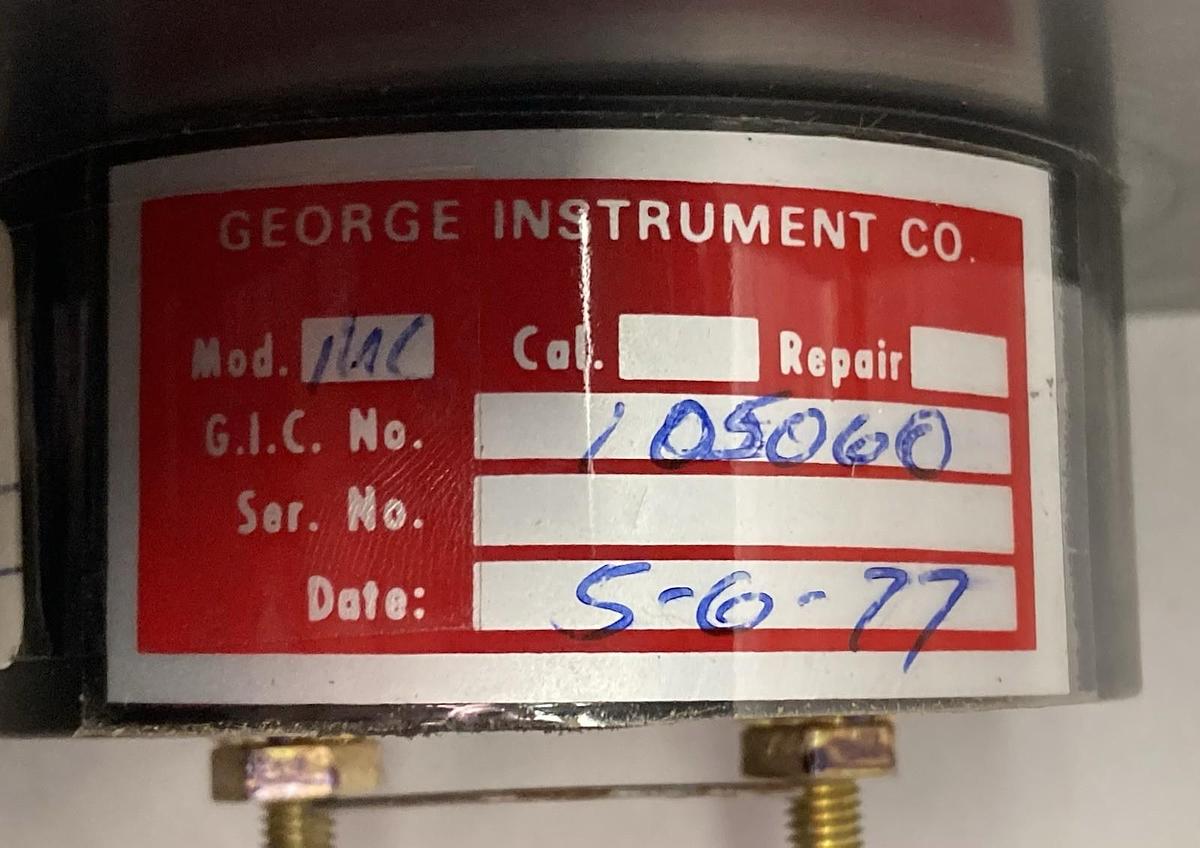 GEORGE INSTRUMENT CO.
Mod. Cal. Repair
G.I.C. No. 105060
Ser. No.
Date: 5-6-77